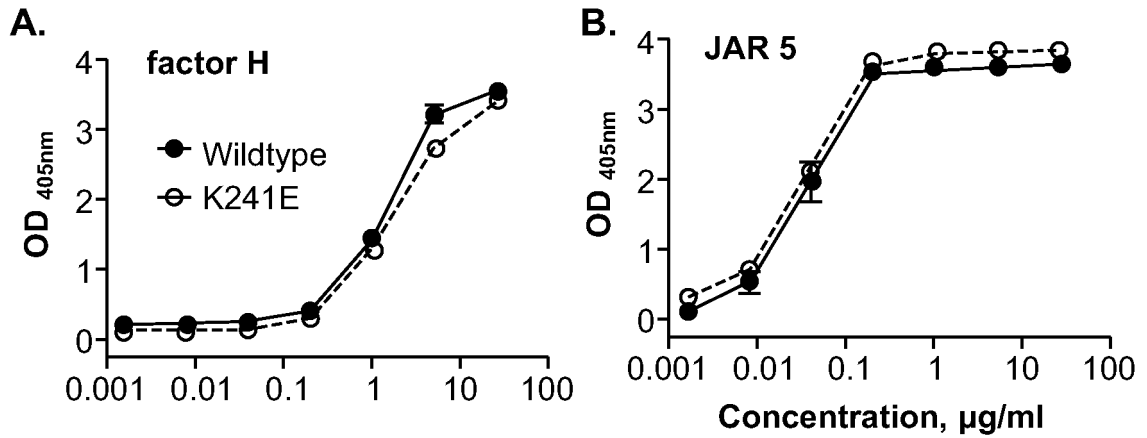 A.
factor H
Wildtype
K241E
OD 405nm
4
3
2
1
0
0.001 0.01 0.1 1 10 100
B.
JAR 5
OD 405nm
4
3
2
1
0
0.001 0.01 0.1 1 10 100
Concentration, µg/ml